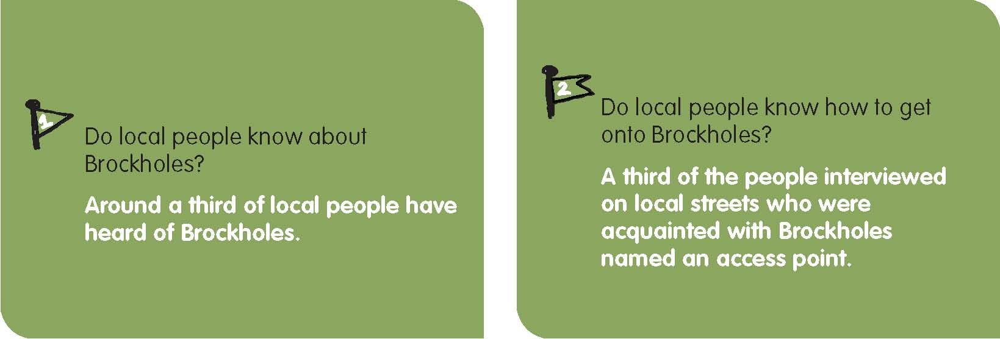 1
Do local people know about
Brockholes?
Around a third of local people have
heard of Brockholes.
2
Do local people know how to get
onto Brockholes?
A third of the people interviewed
on local streets who were
acquainted with Brockholes
named an access point.